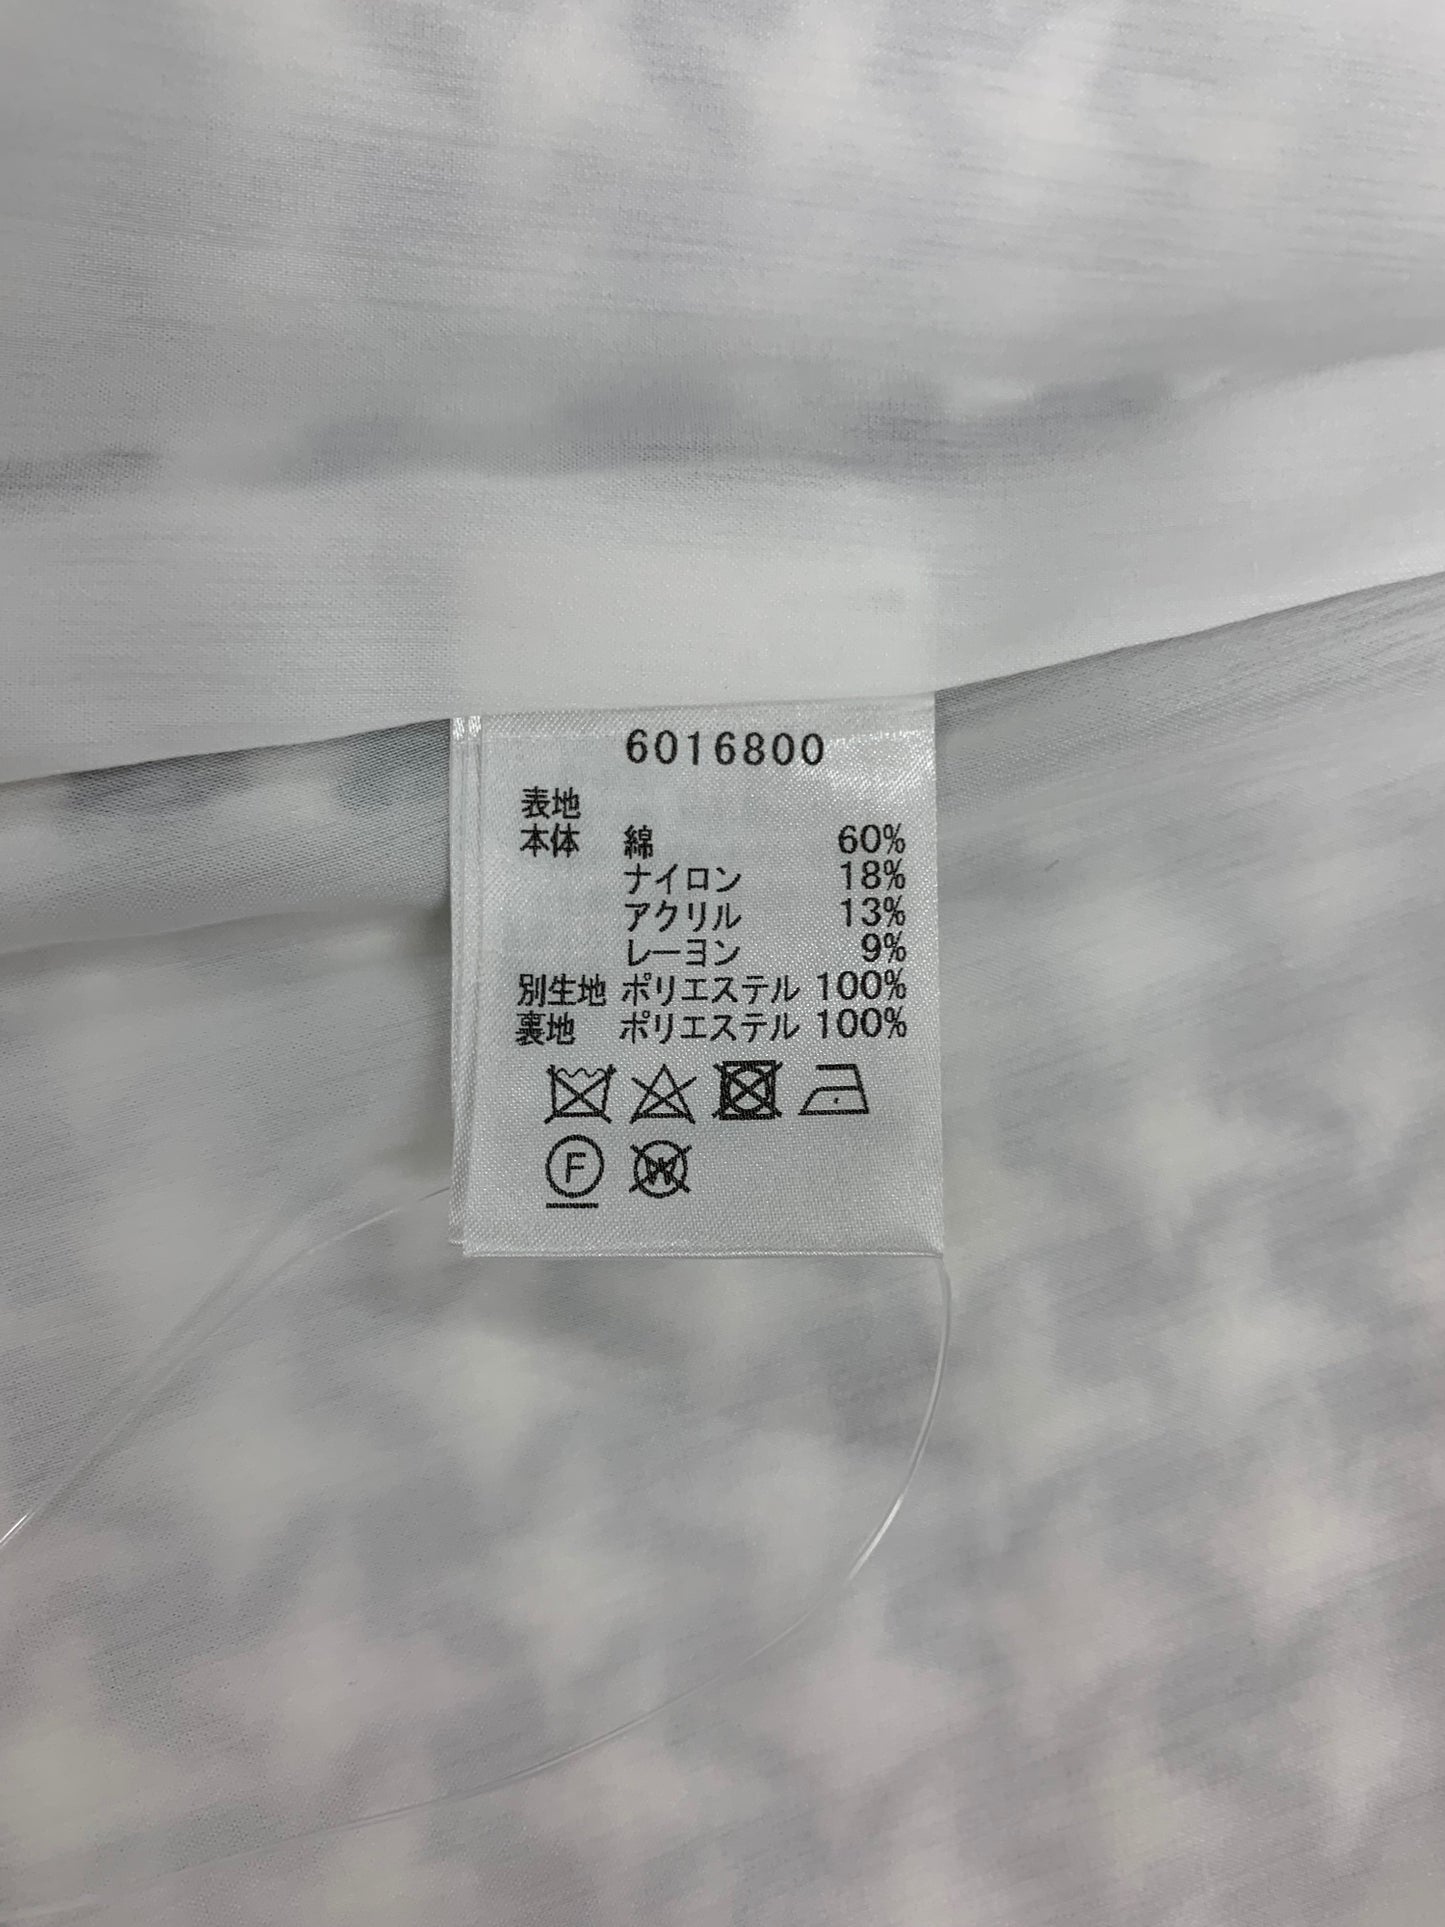 6016800
表地
本体 綿 60%
ナイロン 18%
アクリル 13%
レーヨン 9%
別生地 ポリエステル 100%
裏地 ポリエステル 100%
F W